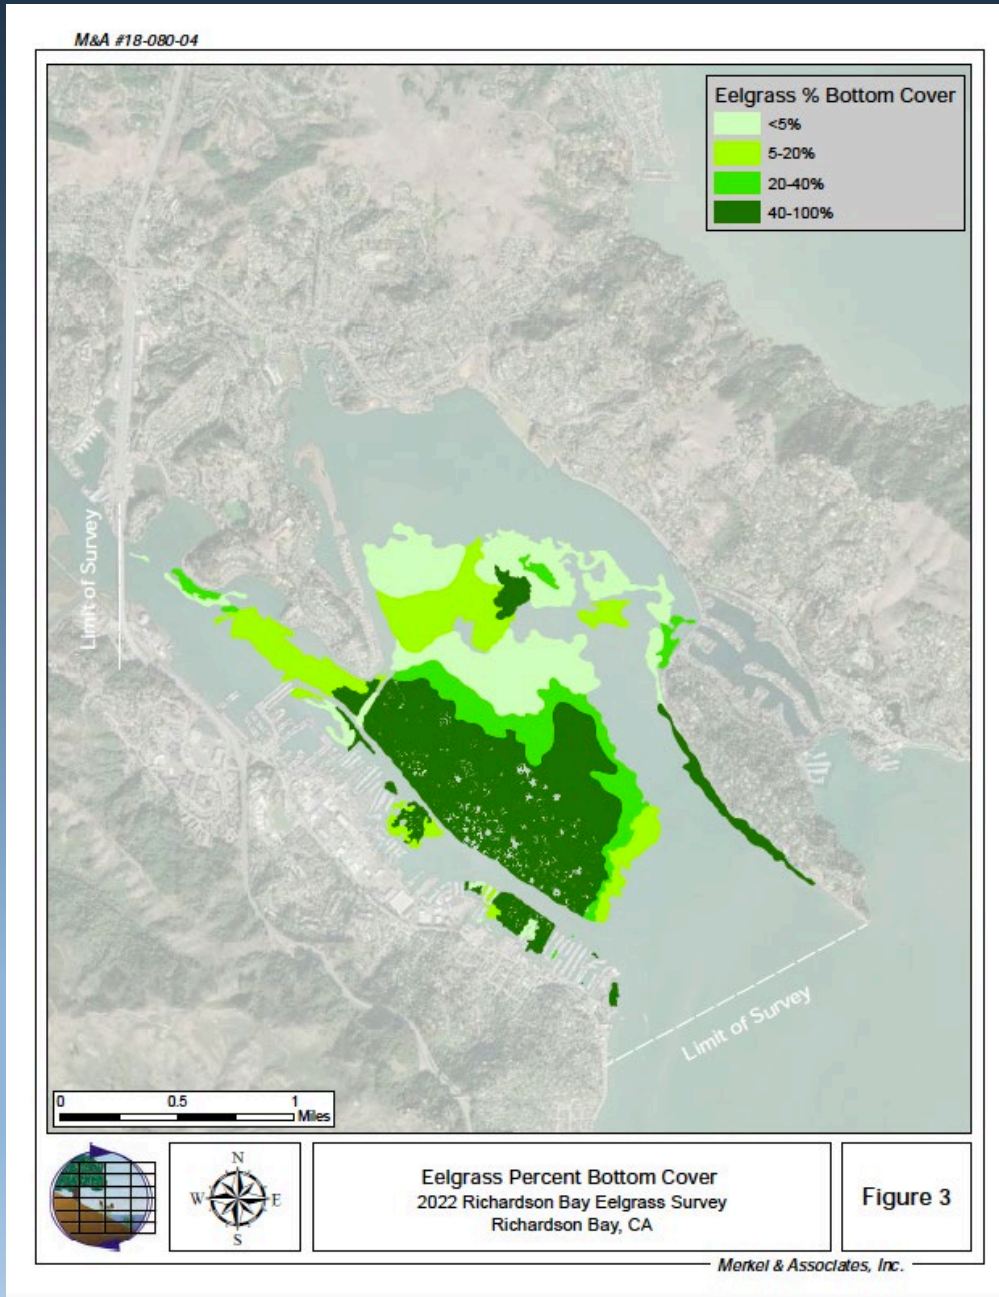 M&A #18-080-04
Eelgrass % Bottom Cover
<5%
5-20%
20-40%
40-100%
Limit of Survey
Limit of Survey
0 0.5 1
Miles
N
W E
S
Eelgrass Percent Bottom Cover
2022 Richardson Bay Eelgrass Survey
Richardson Bay, CA
Figure 3
Merkel & Associates, Inc.